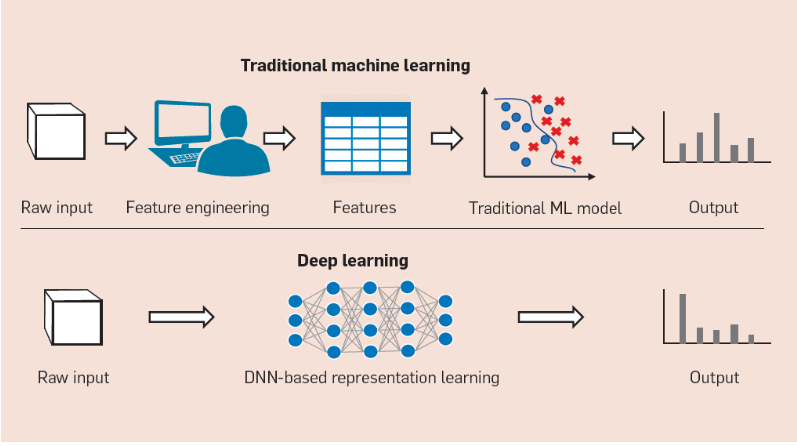 Traditional machine learning
Raw input
Feature engineering
Features
Traditional ML model
Output
Deep learning
Raw input
DNN-based representation learning
Output